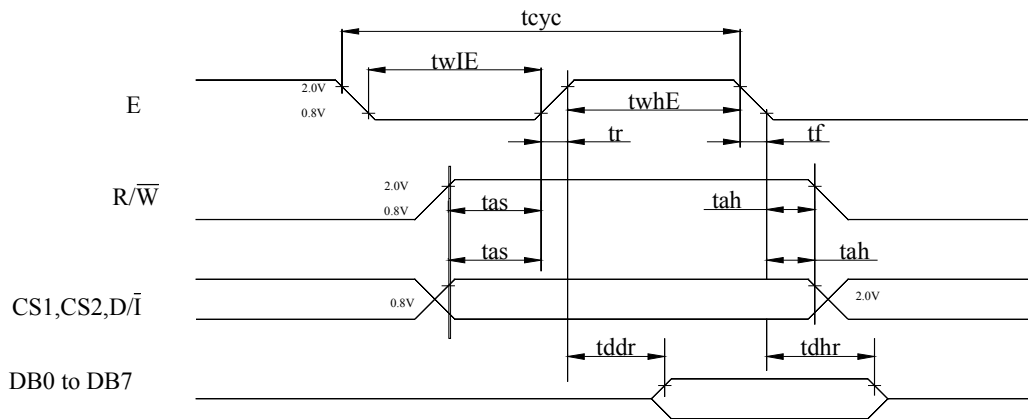 tcyc
twIE
E
2.0V
0.8V
twhE
tr
tf
R/W̅
2.0V
0.8V
tas
tah
tas
tah
CS1,CS2,D/I̅
0.8V
2.0V
tddr
tdhr
DB0 to DB7